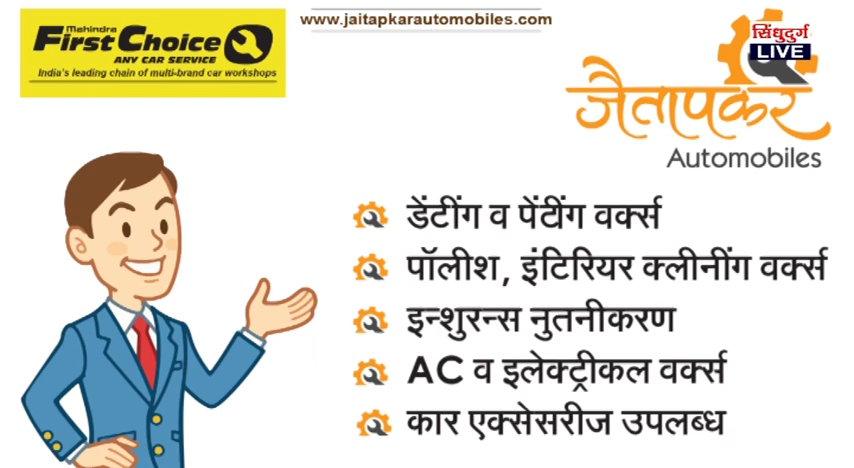 Mahindra
First Choice
ANY CAR SERVICE
India's leading chain of multi-brand car workshops
www.jaitapkarautomobiles.com
सिंधुदुर्ग
LIVE
जैतापकर
Automobiles
डेंटींग व पेंटींग वर्क्स
पॉलीश, इंटिरियर क्लीनींग वर्क्स
इन्शुरन्स नुतनीकरण
AC व इलेक्ट्रीकल वर्क्स
कार एक्सेसरीज उपलब्ध